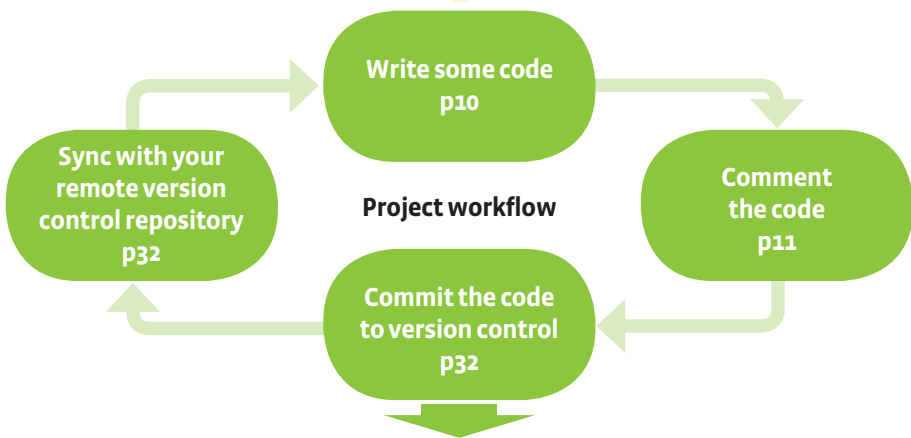 Write some code
p10
Comment
the code
p11
Project workflow
Commit the code
to version control
p32
Sync with your
remote version
control repository
p32